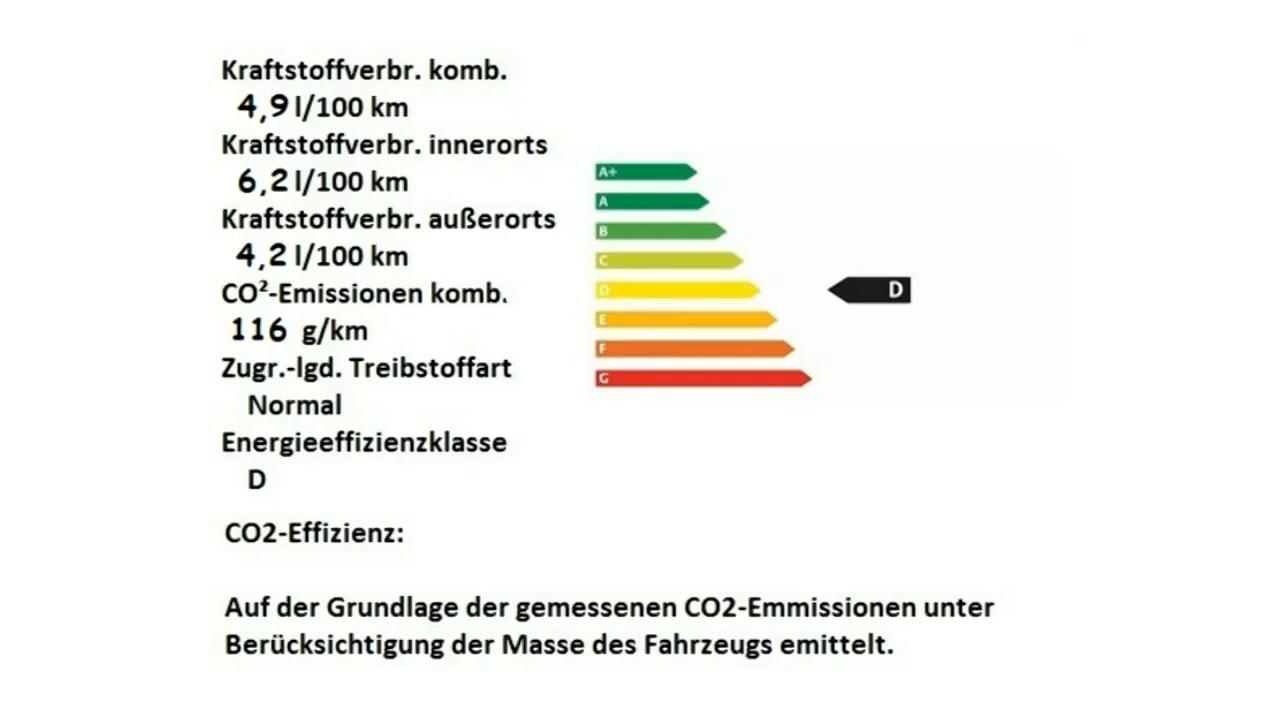 Kraftstoffverbr. komb.
4,9 l/100 km
Kraftstoffverbr. innerorts
6,2 l/100 km
Kraftstoffverbr. außerorts
4,2 l/100 km
CO²-Emissionen komb.
116 g/km
Zugr.-lgd. Treibstoffart
Normal
Energieeffizienzklasse
D
A+
A
B
C
D
E
F
G
D
CO2-Effizienz:
Auf der Grundlage der gemessenen CO2-Emmissionen unter
Berücksichtigung der Masse des Fahrzeugs emittelt.